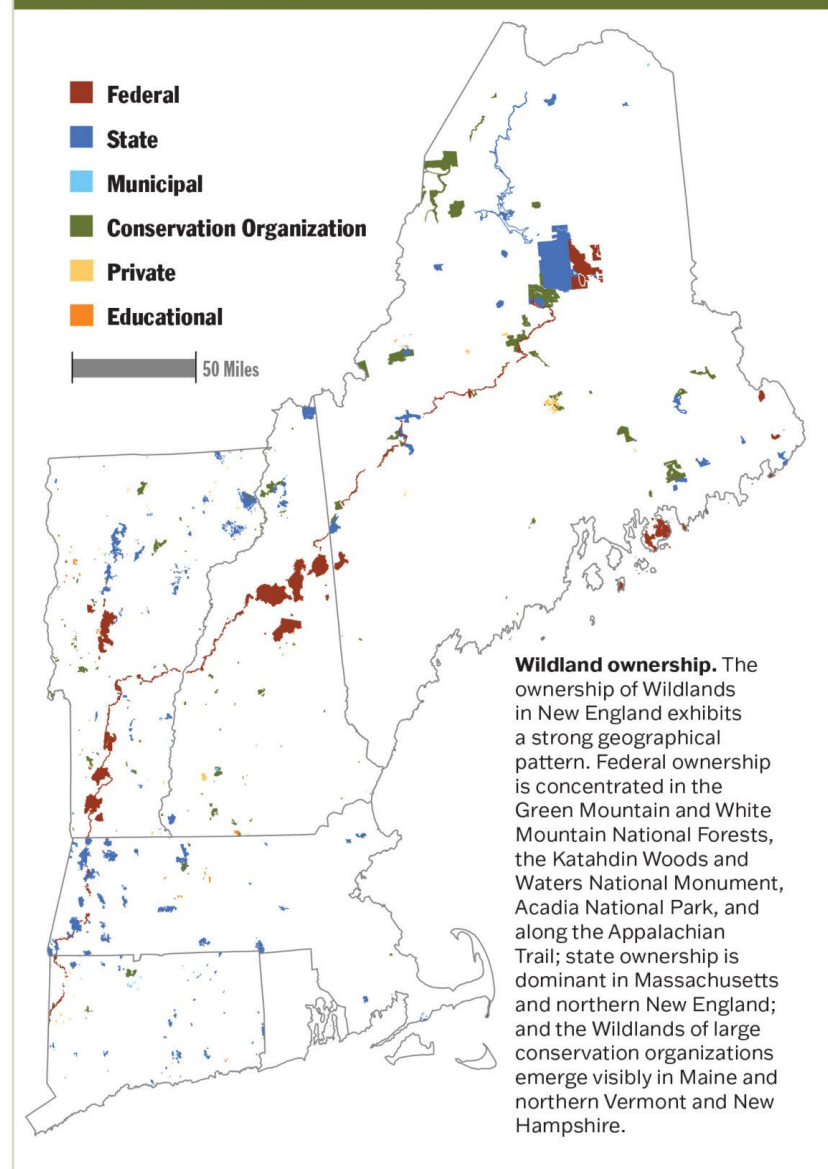 Federal
State
Municipal
Conservation Organization
Private
Educational
50 Miles
Wildland ownership. The
ownership of Wildlands
in New England exhibits
a strong geographical
pattern. Federal ownership
is concentrated in the
Green Mountain and White
Mountain National Forests,
the Katahdin Woods and
Waters National Monument,
Acadia National Park, and
along the Appalachian
Trail; state ownership is
dominant in Massachusetts
and northern New England;
and the Wildlands of large
conservation organizations
emerge visibly in Maine and
northern Vermont and New
Hampshire.